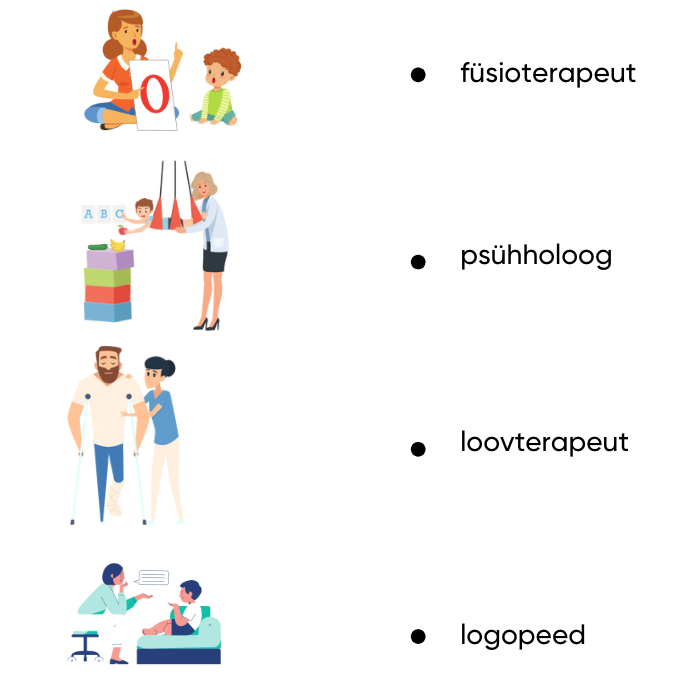 O
füsioterapeut
A B C
psühholoog
loovterapeut
logopeed